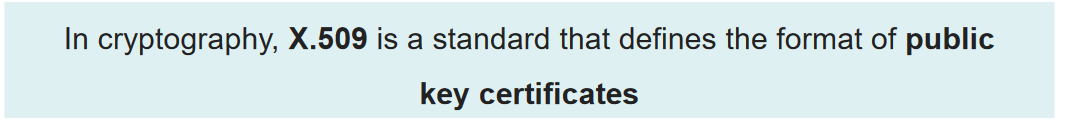 In cryptography, X.509 is a standard that defines the format of public
key certificates